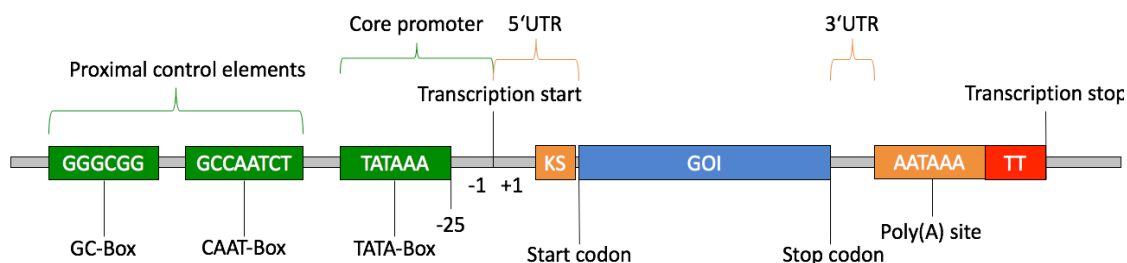 Core promoter
5‘UTR
3‘UTR
Proximal control elements
Transcription start
Transcription stop
GGGCGG
GCCAATCT
TATAAA
KS
GOI
AATAAA
TT
-1
+1
-25
GC-Box
CAAT-Box
TATA-Box
Start codon
Stop codon
Poly(A) site